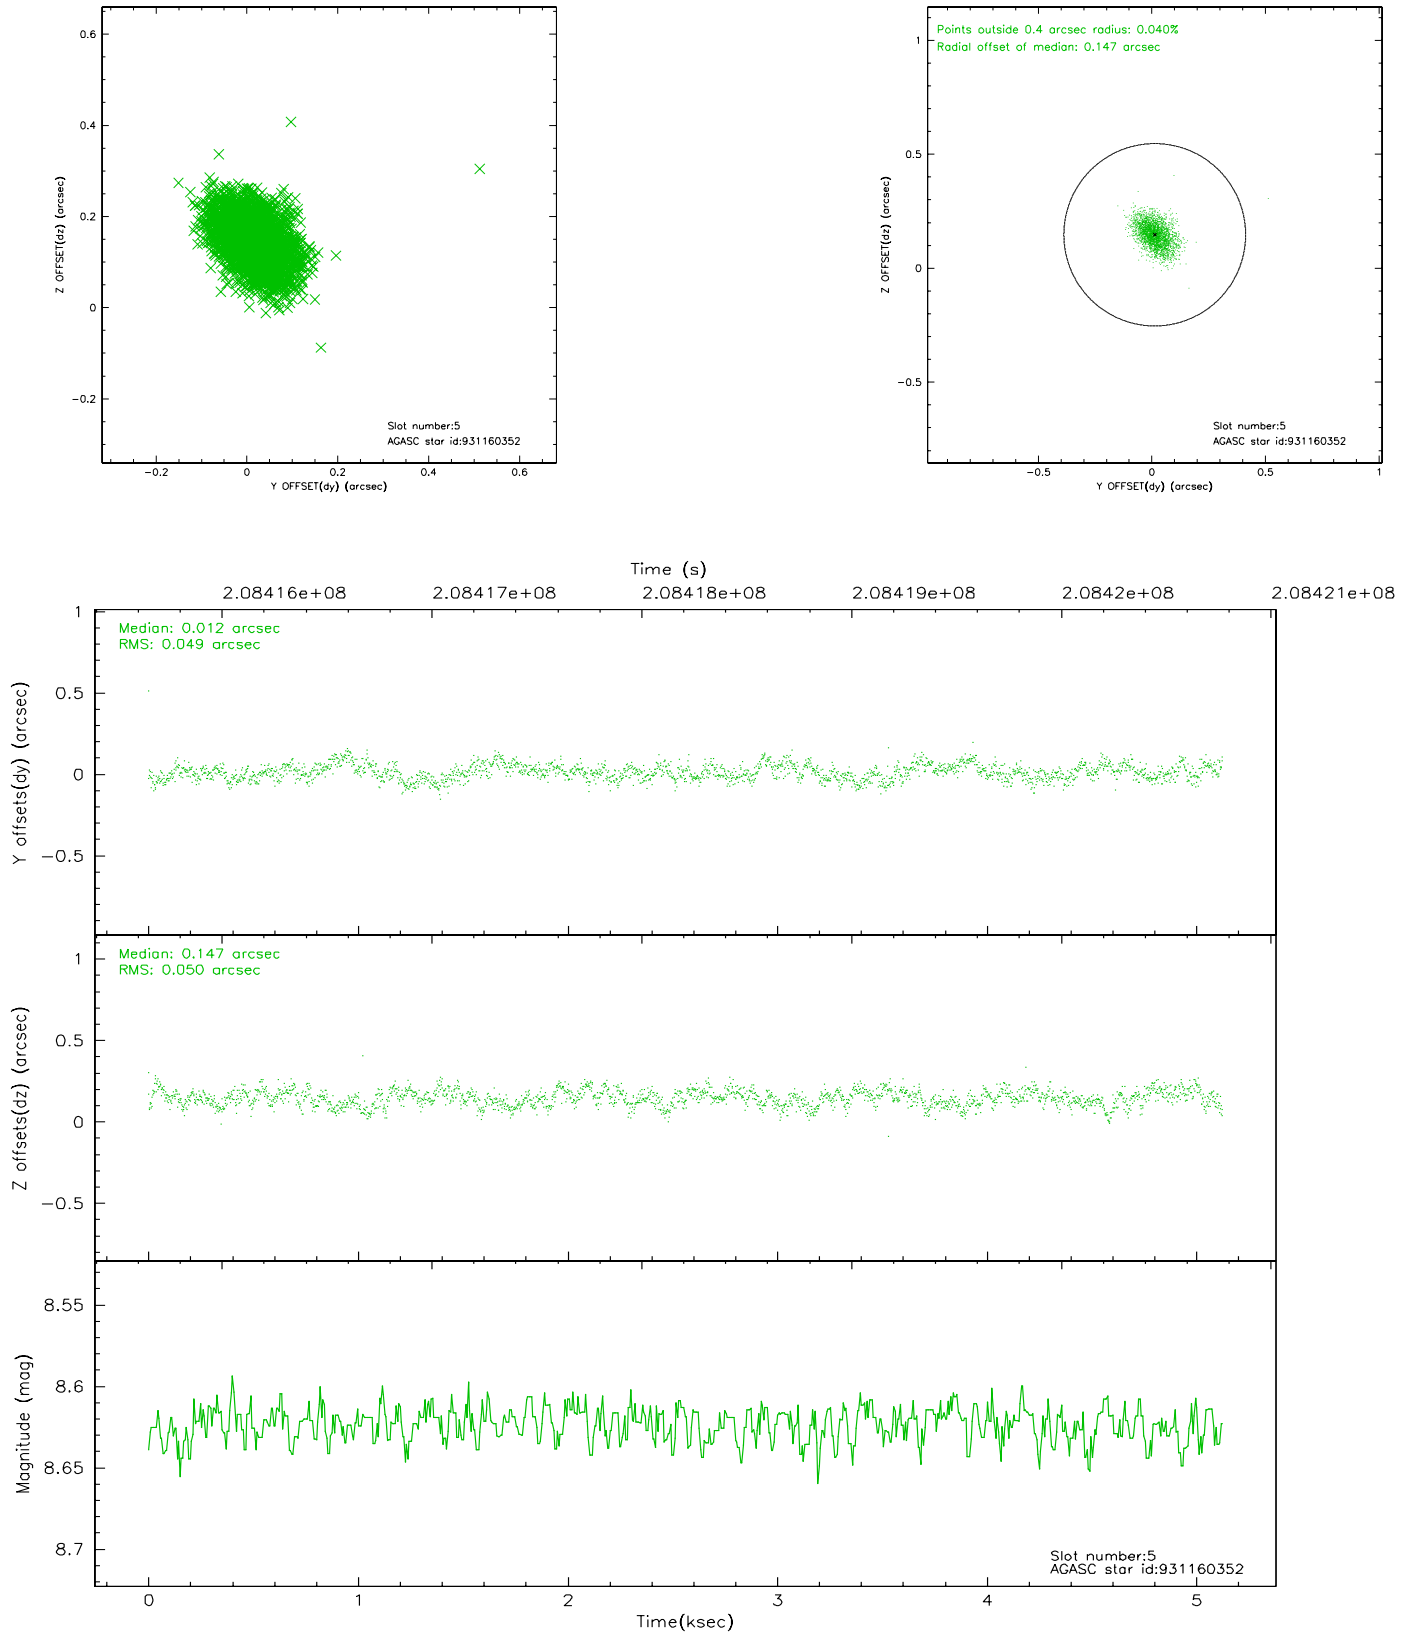 0.6
0.4
0.2
0
−0.2
Z OFFSET(dz) (arcsec)
Slot number:5
AGASC star id:931160352
−0.2 0 0.2 0.4 0.6
Y OFFSET(dy) (arcsec)
Points outside 0.4 arcsec radius: 0.040%
Radial offset of median: 0.147 arcsec
1
0.5
0
−0.5
Z OFFSET(dz) (arcsec)
Slot number:5
AGASC star id:931160352
−0.5 0 0.5 1
Y OFFSET(dy) (arcsec)
Time (s)
2.08416e+08 2.08417e+08 2.08418e+08 2.08419e+08 2.0842e+08 2.08421e+08
Median: 0.012 arcsec
RMS: 0.049 arcsec
1
0.5
0
−0.5
Y offsets(dy) (arcsec)
Median: 0.147 arcsec
RMS: 0.050 arcsec
1
0.5
0
−0.5
Z offsets(dz) (arcsec)
8.55
8.6
8.65
8.7
Magnitude (mag)
Slot number:5
AGASC star id:931160352
0 1 2 3 4 5
Time(ksec)